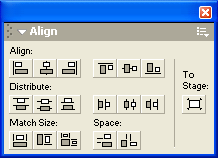 Align
Align:
To
Stage:
Distribute:
Match Size:
Space: